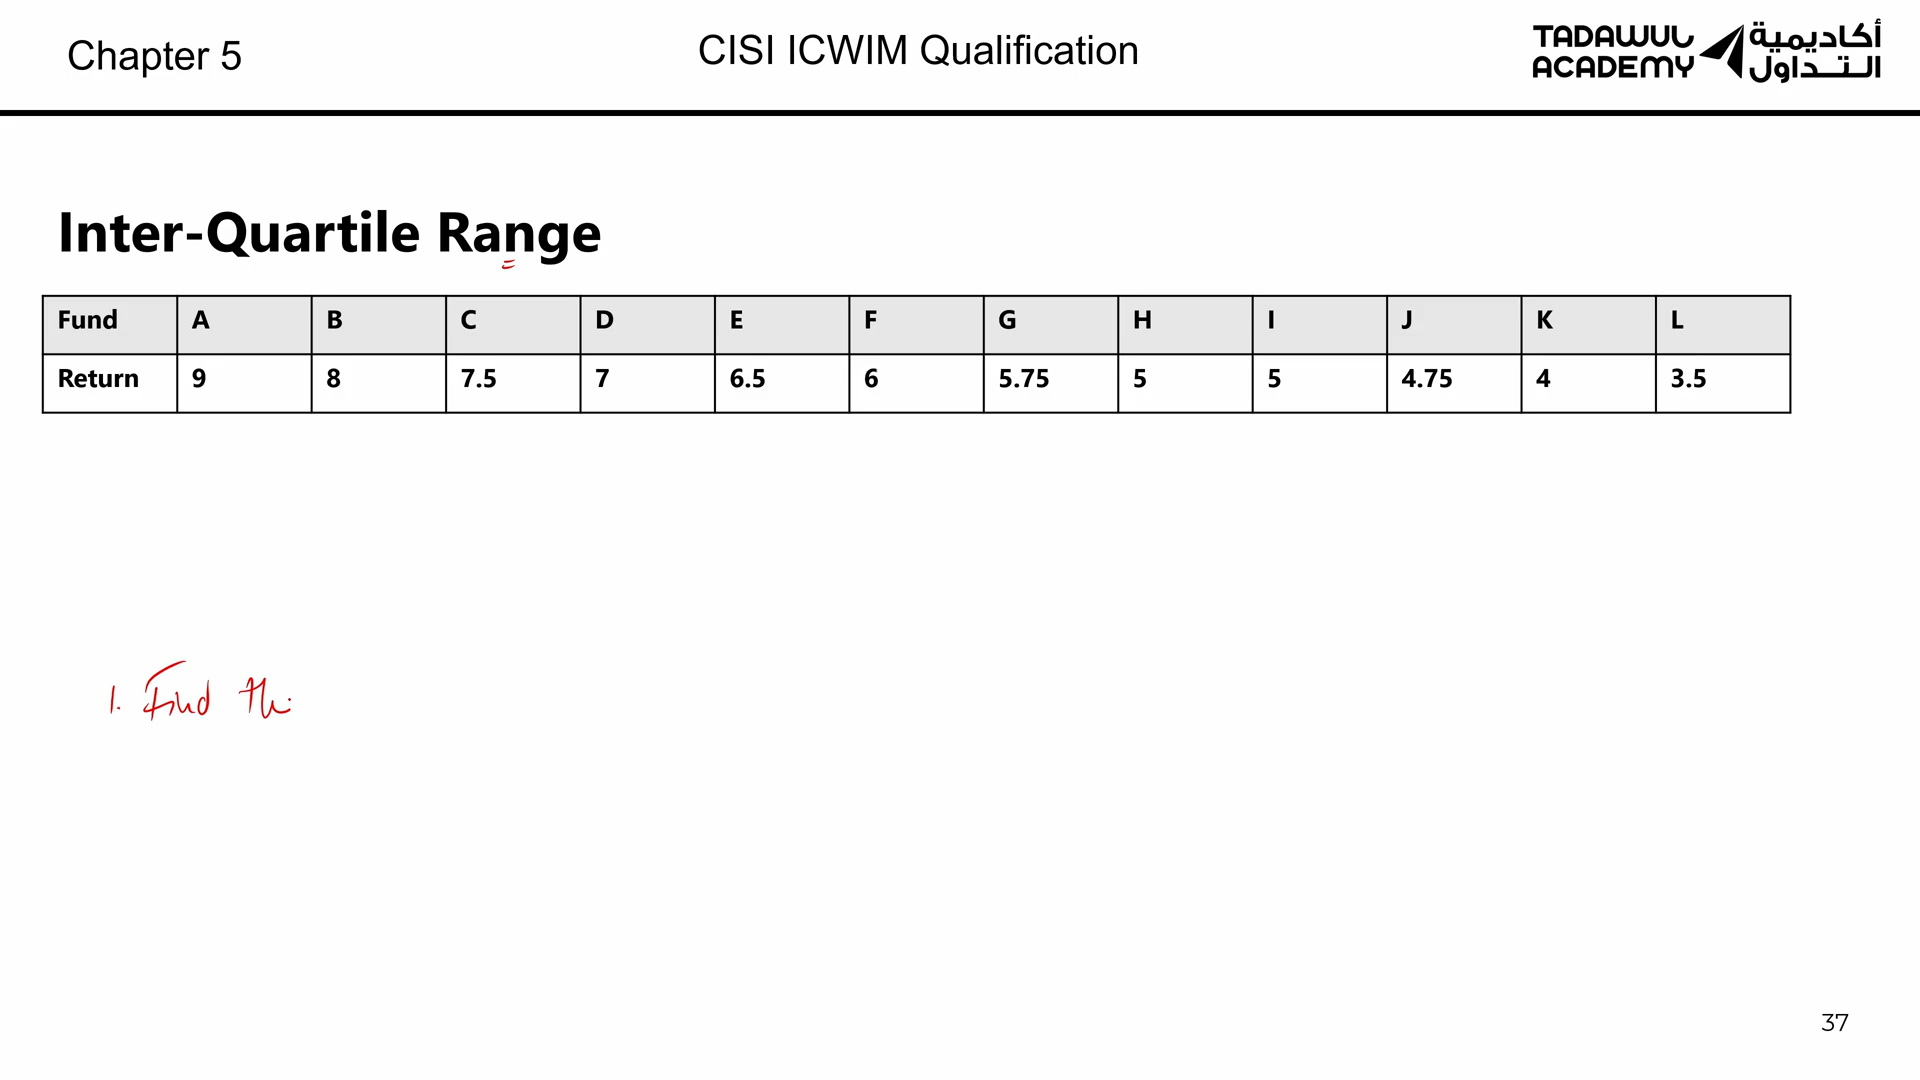 Chapter 5
CISI ICWIM Qualification
TADAWUL ACADEMY
أكاديمية التداول
Inter-Quartile Range
Fund A B C D E F G H I J K L
Return 9 8 7.5 7 6.5 6 5.75 5 5 4.75 4 3.5
1. Find
37